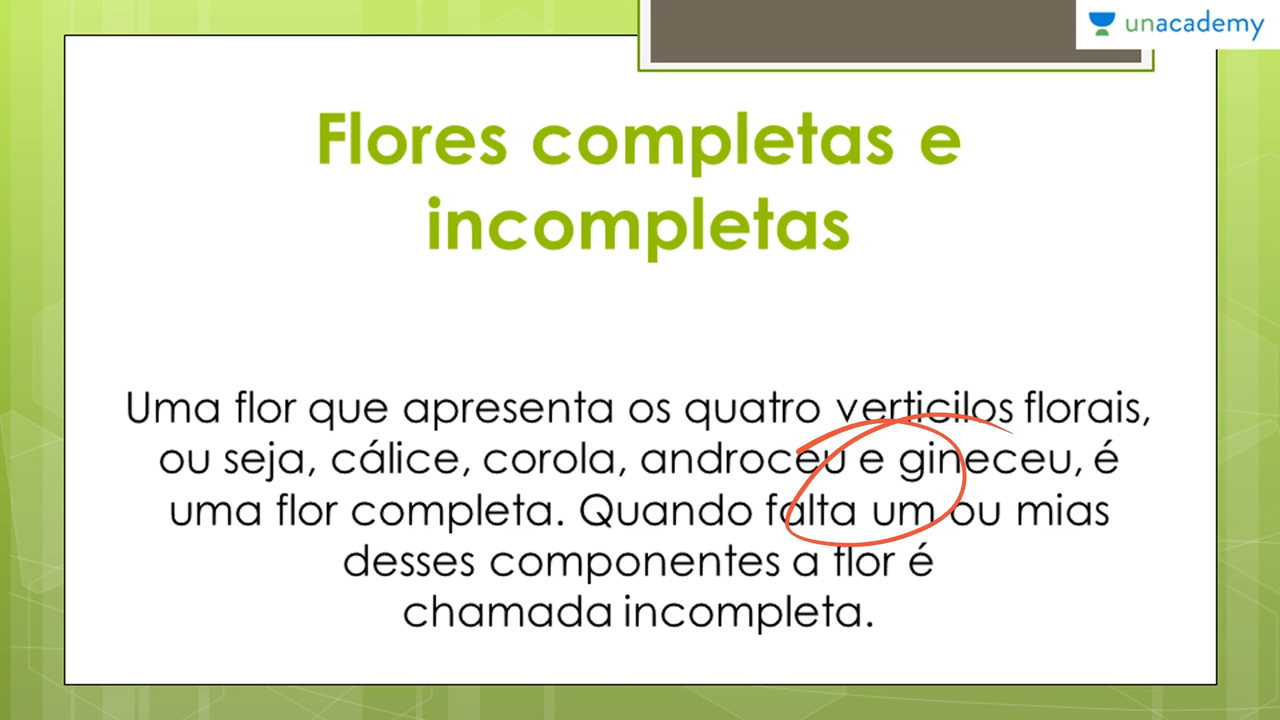 unacademy
Flores completas e
incompletas
Uma flor que apresenta os quatro verticilos florais,
ou seja, cálice, corola, androceu e gineceu, é
uma flor completa. Quando falta um ou mias
desses componentes a flor é
chamada incompleta.